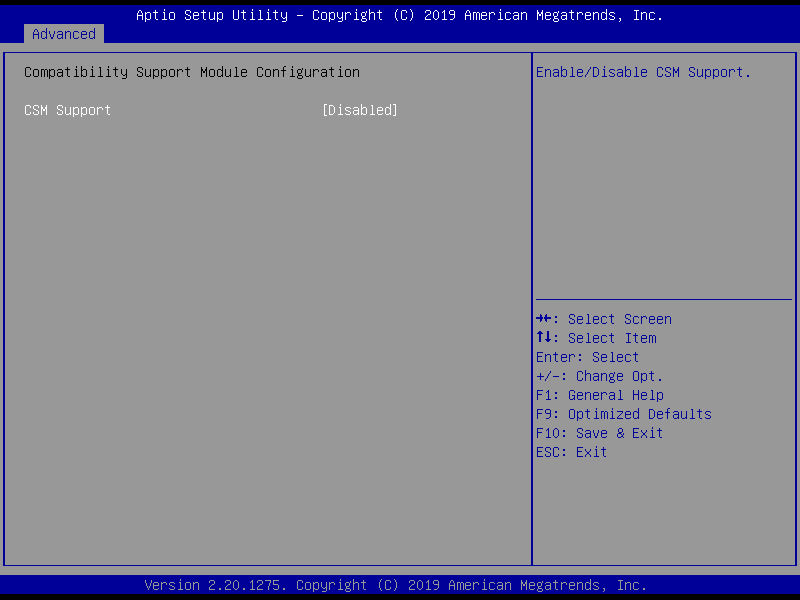 Aptio Setup Utility – Copyright (C) 2019 American Megatrends, Inc.
Advanced
Compatibility Support Module Configuration
CSM Support [Disabled]
Enable/Disable CSM Support.
→←: Select Screen
↑↓: Select Item
Enter: Select
+/–: Change Opt.
F1: General Help
F9: Optimized Defaults
F10: Save & Exit
ESC: Exit
Version 2.20.1275. Copyright (C) 2019 American Megatrends, Inc.